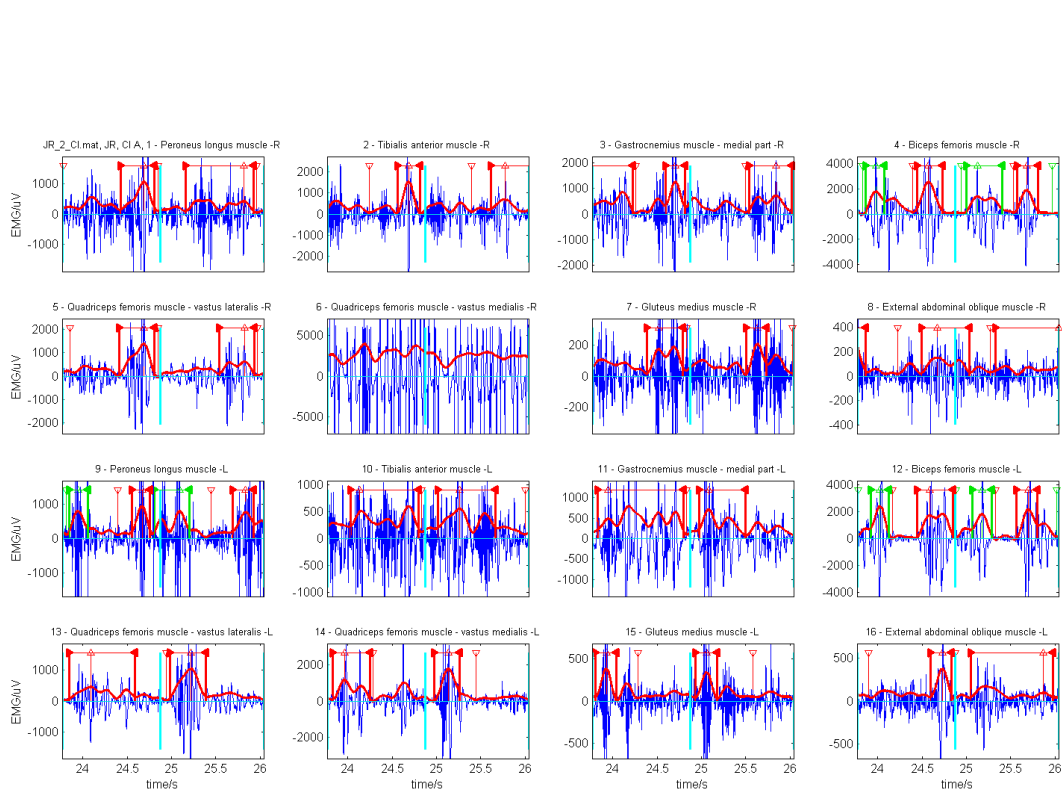 JR_2_CI.mat, JR, CI A, 1 - Peroneus longus muscle -R
2 - Tibialis anterior muscle -R
3 - Gastrocnemius muscle - medial part -R
4 - Biceps femoris muscle -R
EMG/uV
1000
0
-1000
2000
1000
0
-1000
-2000
2000
1000
0
-1000
-2000
4000
2000
0
-2000
-4000
5 - Quadriceps femoris muscle - vastus lateralis -R
6 - Quadriceps femoris muscle - vastus medialis -R
7 - Gluteus medius muscle -R
8 - External abdominal oblique muscle -R
EMG/uV
2000
1000
0
-1000
-2000
5000
0
-5000
200
0
-200
400
200
0
-200
-400
9 - Peroneus longus muscle -L
10 - Tibialis anterior muscle -L
11 - Gastrocnemius muscle - medial part -L
12 - Biceps femoris muscle -L
EMG/uV
1000
0
-1000
1000
500
0
-500
-1000
1000
500
0
-500
-1000
4000
2000
0
-2000
-4000
13 - Quadriceps femoris muscle - vastus lateralis -L
14 - Quadriceps femoris muscle - vastus medialis -L
15 - Gluteus medius muscle -L
16 - External abdominal oblique muscle -L
EMG/uV
1000
0
-1000
2000
0
-2000
500
0
-500
500
0
-500
24 24.5 25 25.5 26
24 24.5 25 25.5 26
24 24.5 25 25.5 26
24 24.5 25 25.5 26
time/s
time/s
time/s
time/s